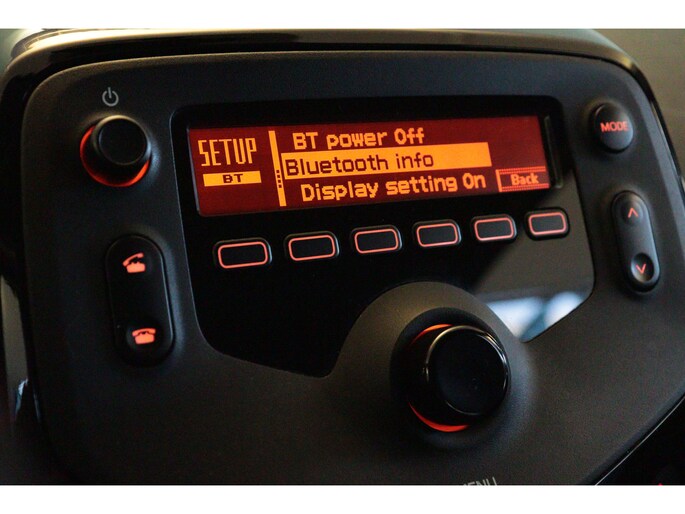 SETUP
BT
BT power Off
Bluetooth info
Display setting On
Back
MODE